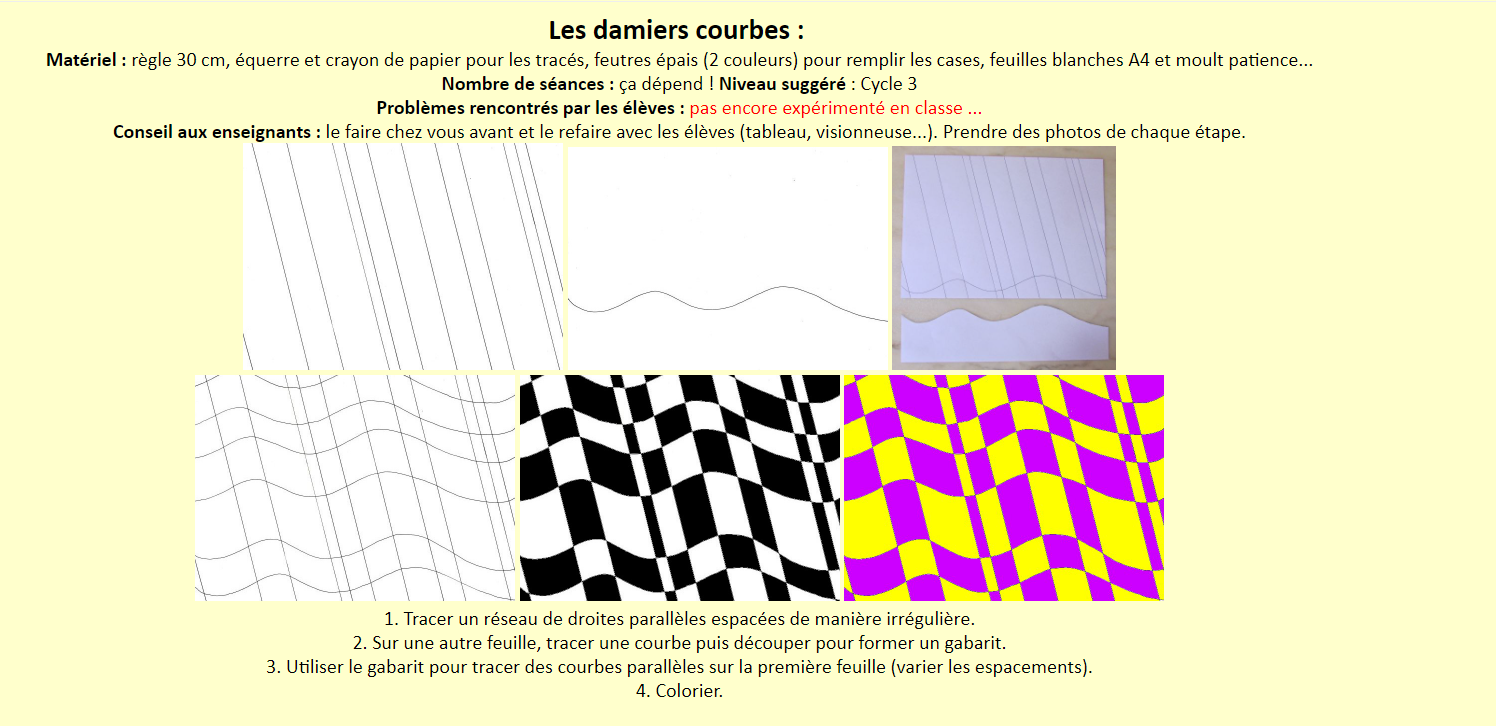 Les damiers courbes :
Matériel : règle 30 cm, équerre et crayon de papier pour les tracés, feutres épais (2 couleurs) pour remplir les cases, feuilles blanches A4 et moult patience...
Nombre de séances : ça dépend ! Niveau suggéré : Cycle 3
Problèmes rencontrés par les élèves : pas encore expérimenté en classe ...
Conseil aux enseignants : le faire chez vous avant et le refaire avec les élèves (tableau, visionneuse...). Prendre des photos de chaque étape.
1. Tracer un réseau de droites parallèles espacées de manière irrégulière.
2. Sur une autre feuille, tracer une courbe puis découper pour former un gabarit.
3. Utiliser le gabarit pour tracer des courbes parallèles sur la première feuille (varier les espacements).
4. Colorier.